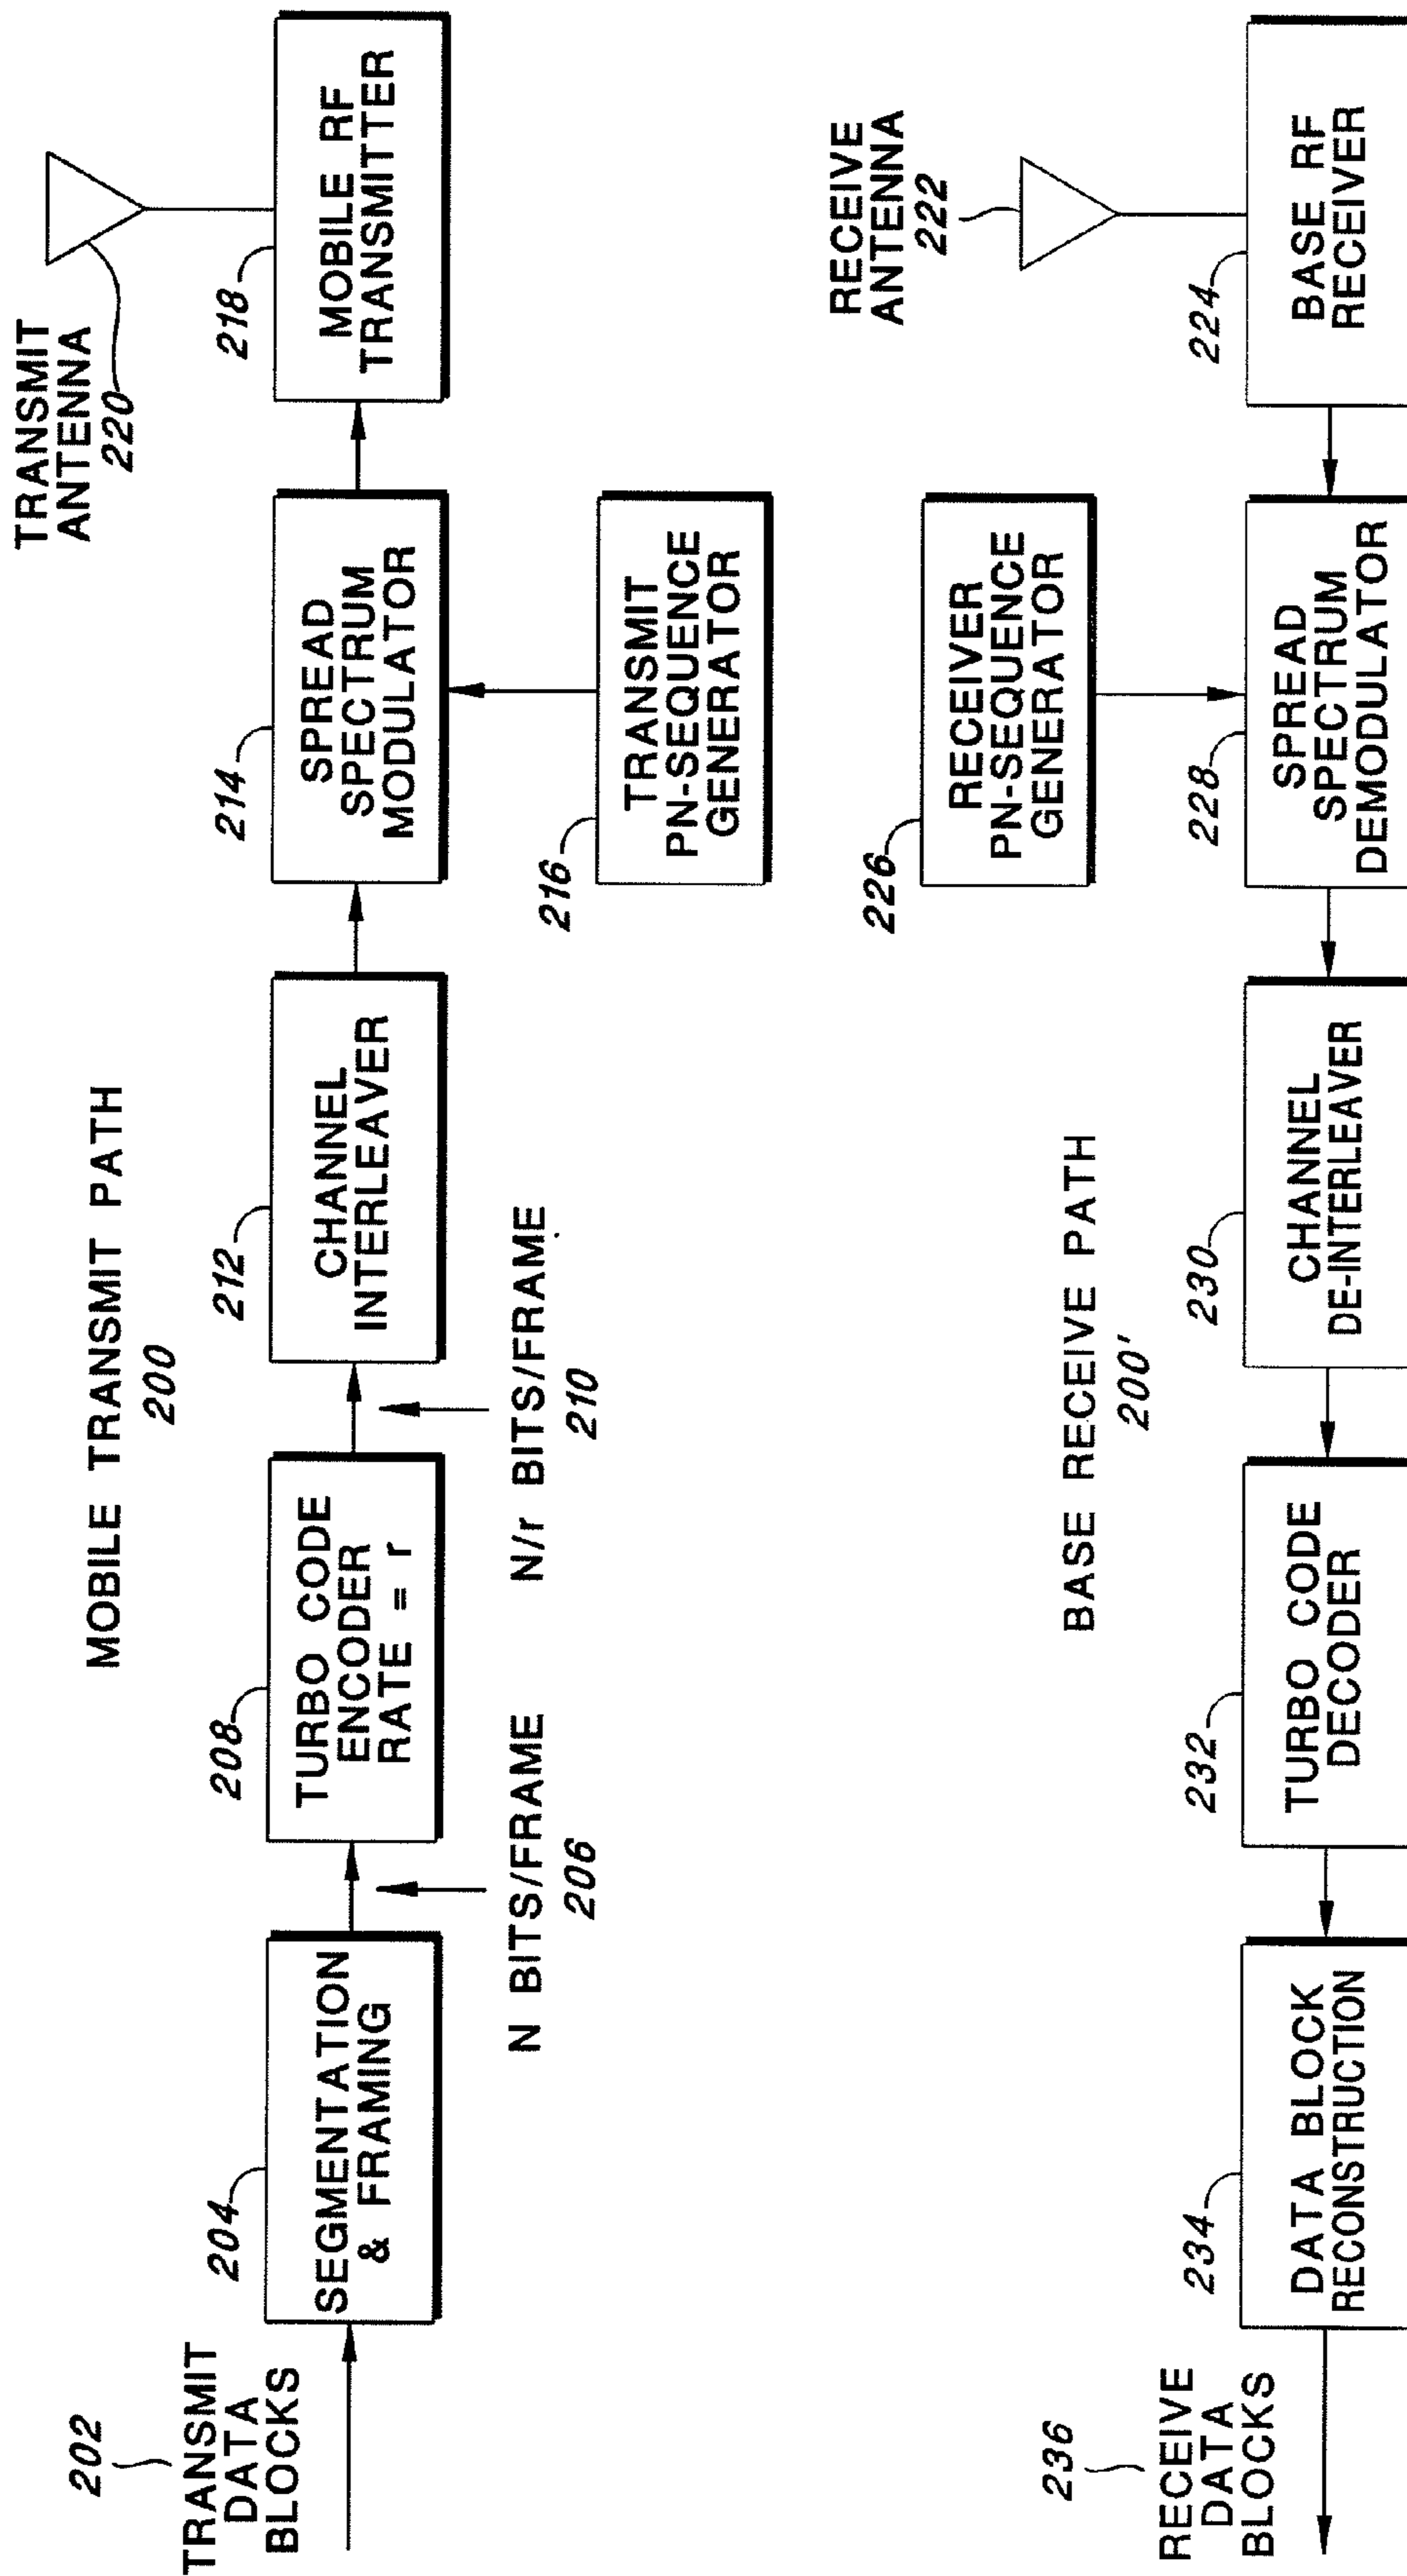 MOBILE TRANSMIT PATH
200
202
TRANSMIT
DATA
BLOCKS
204
SEGMENTATION
& FRAMING
N BITS/FRAME
206
208
TURBO CODE
ENCODER
RATE = r
N/r BITS/FRAME
210
212
CHANNEL
INTERLEAVER
214
SPREAD
SPECTRUM
MODULATOR
216
TRANSMIT
PN-SEQUENCE
GENERATOR
218
MOBILE RF
TRANSMITTER
TRANSMIT
ANTENNA
220
BASE RECEIVE PATH
200'
RECEIVE
ANTENNA
222
224
BASE RF
RECEIVER
226
RECEIVER
PN-SEQUENCE
GENERATOR
228
SPREAD
SPECTRUM
DEMODULATOR
230
CHANNEL
DE-INTERLEAVER
232
TURBO CODE
DECODER
234
DATA BLOCK
RECONSTRUCTION
236
RECEIVE
DATA
BLOCKS